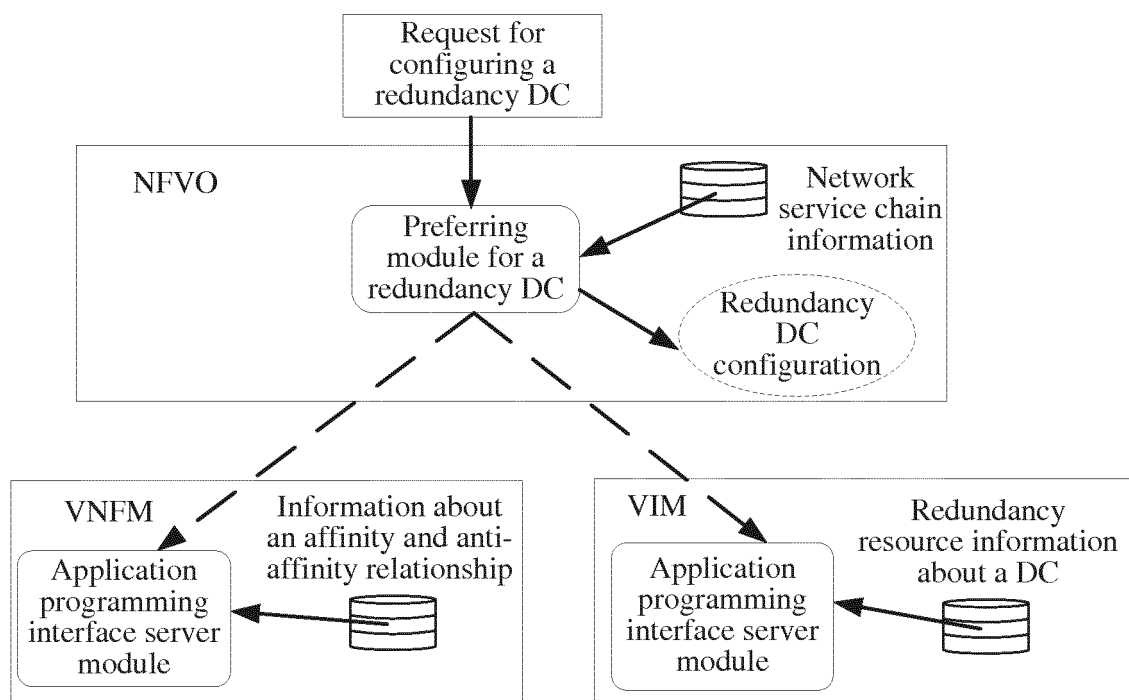 Request for
configuring a
redundancy DC
NFVO
Network
service chain
information
Preferring
module for a
redundancy DC
Redundancy
DC
configuration
VNFM
Information about
an affinity and anti-
affinity relationship
Application
programming
interface server
module
VIM
Redundancy
resource information
about a DC
Application
programming
interface server
module